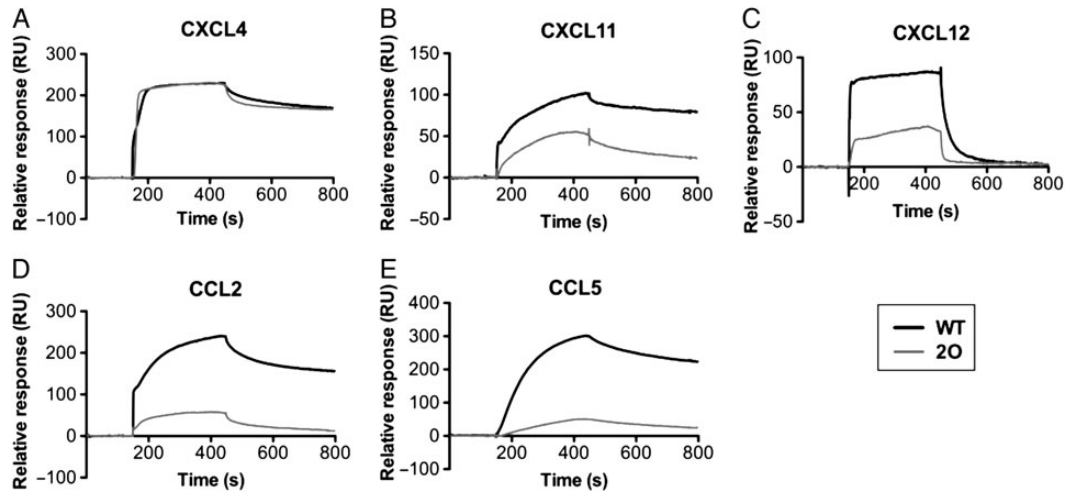 A
CXCL4
Relative response (RU)
300
200
100
0
−100
200 400 600 800
Time (s)
B
CXCL11
Relative response (RU)
150
100
50
0
−50
200 400 600 800
Time (s)
C
CXCL12
Relative response (RU)
100
50
0
−50
200 400 600 800
Time (s)
D
CCL2
Relative response (RU)
300
200
100
0
−100
200 400 600 800
Time (s)
E
CCL5
Relative response (RU)
400
300
200
100
0
−100
200 400 600 800
Time (s)
WT
2O